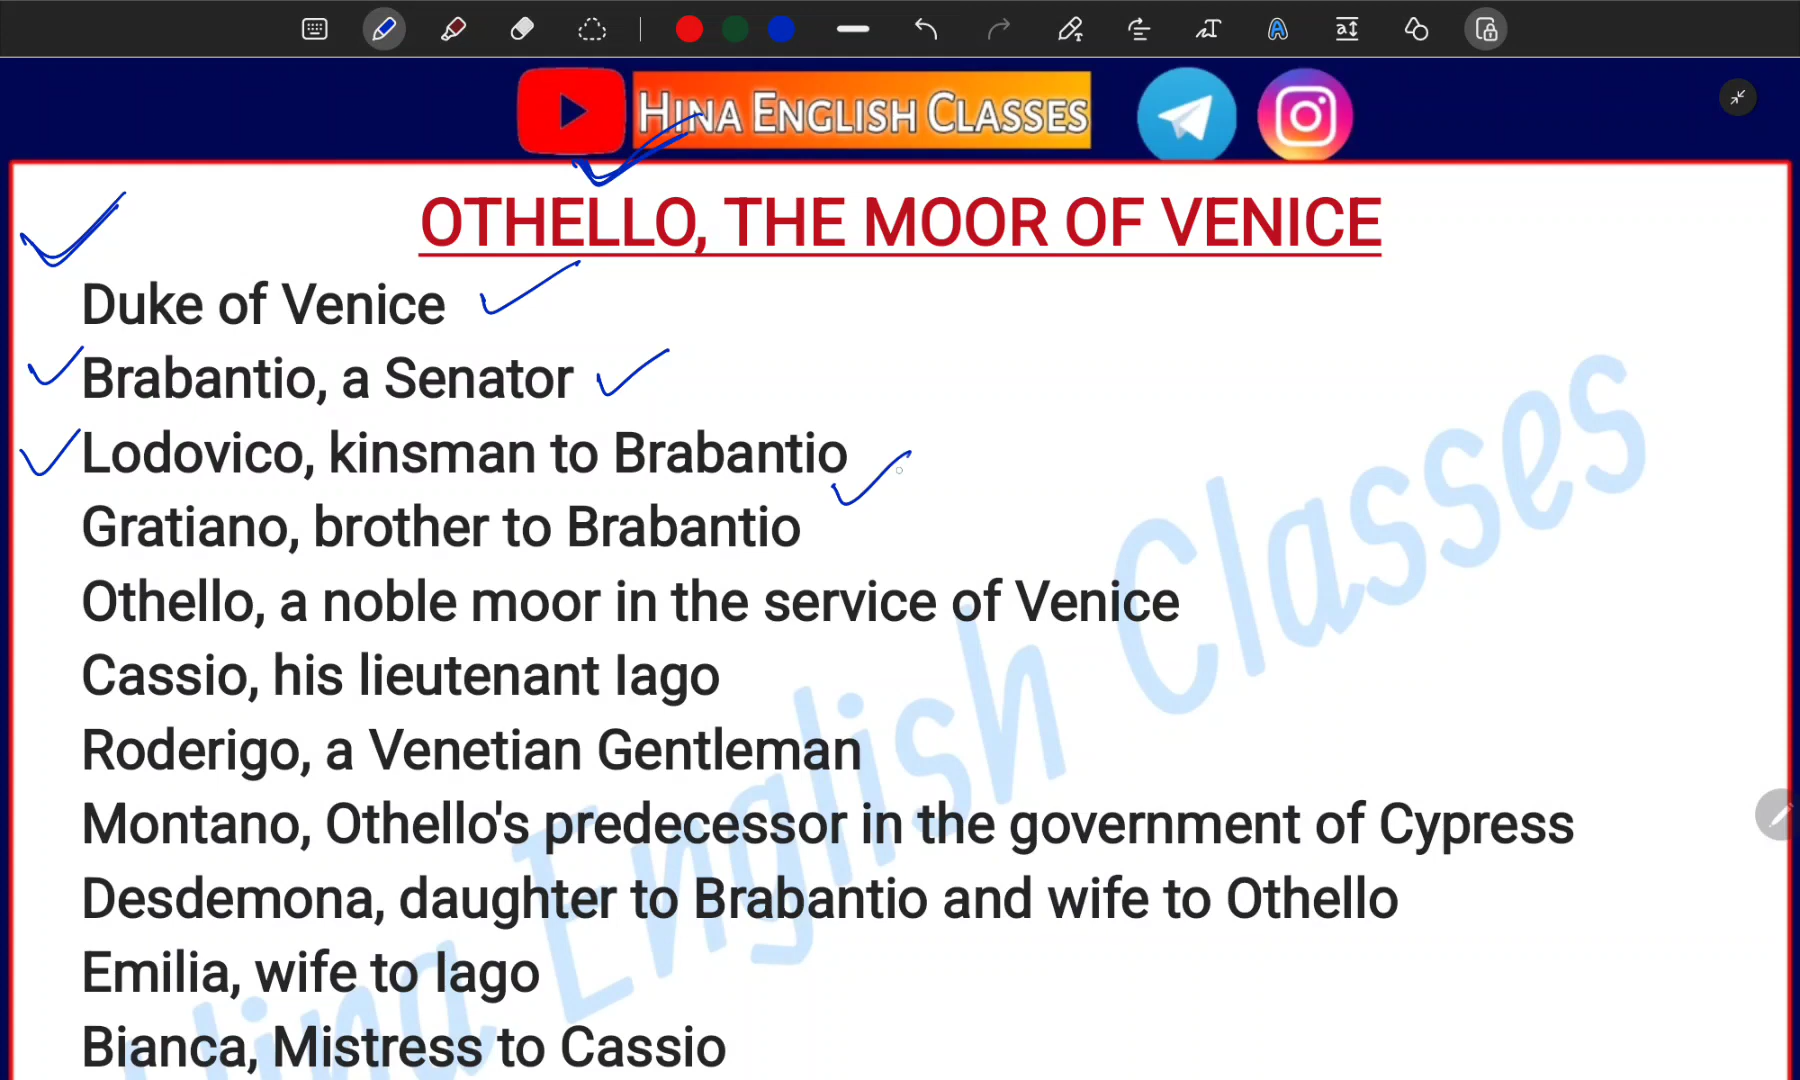 HINA ENGLISH CLASSES
OTHELLO, THE MOOR OF VENICE
Duke of Venice
Brabantio, a Senator
Lodovico, kinsman to Brabantio
Gratiano, brother to Brabantio
Othello, a noble moor in the service of Venice
Cassio, his lieutenant Iago
Roderigo, a Venetian Gentleman
Montano, Othello's predecessor in the government of Cypress
Desdemona, daughter to Brabantio and wife to Othello
Emilia, wife to Iago
Bianca, Mistress to Cassio
Hina English Classes